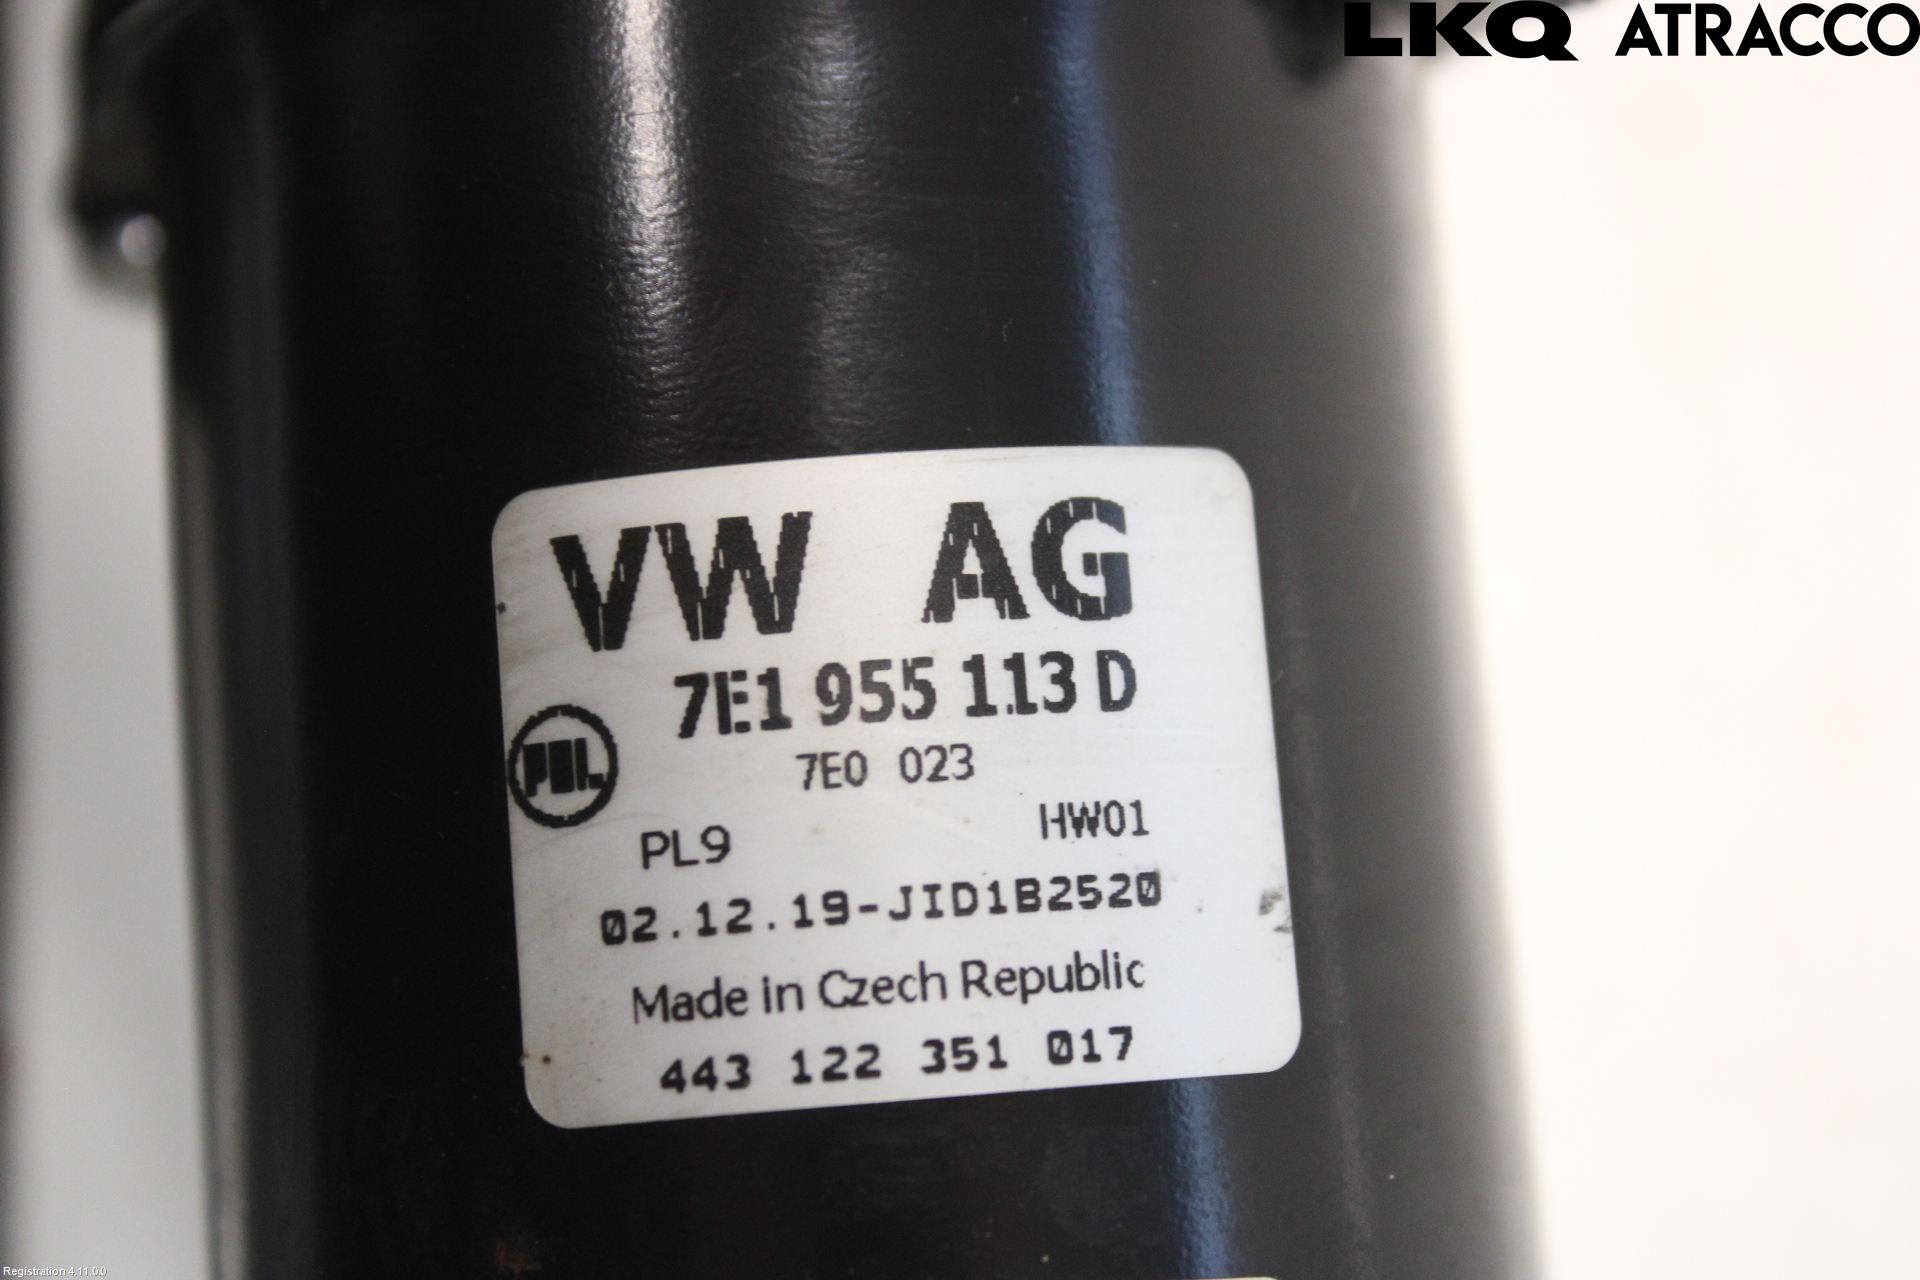 LKQ ATRACCO
VW AG
7E1 955 113 D
7E0 023
PAL
PL9 HW01
02.12.19-JID1B2520
Made in Czech Republic
443 122 351 017
Registration 4.11.0.0